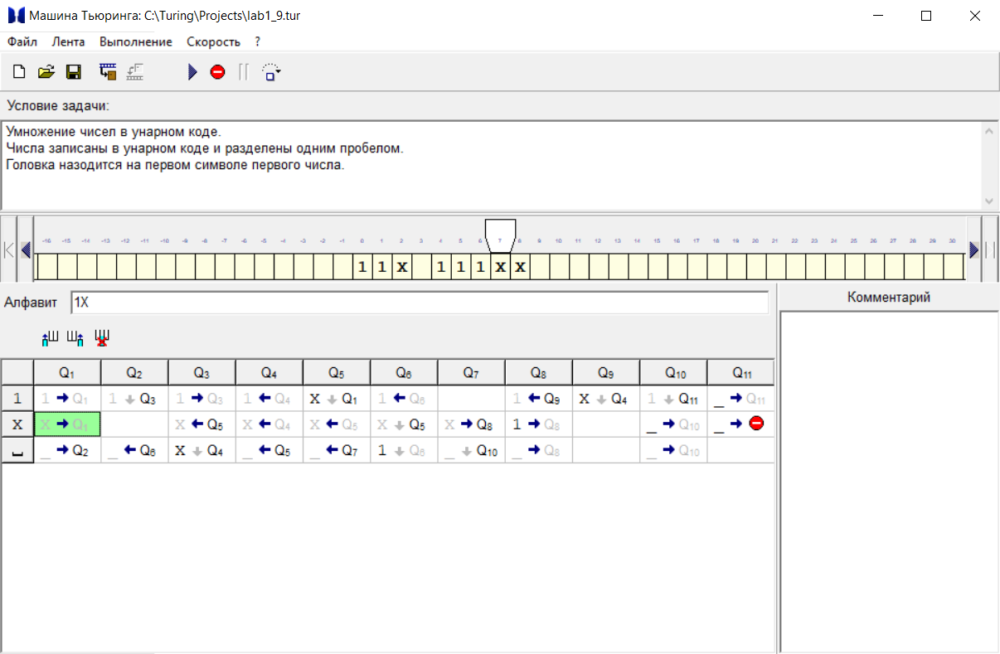 Машина Тьюринга: C:\Turing\Projects\lab1_9.tur
Файл Лента Выполнение Скорость ?
Условие задачи:
Умножение чисел в унарном коде.
Числа записаны в унарном коде и разделены одним пробелом.
Головка назодится на первом символе первого числа.
-16 -15 -14 -13 -12 -11 -10 -9 -8 -7 -6 -5 -4 -3 -2 -1 0 1 2 3 4 5 6 7 8 9 10 11 12 13 14 15 16 17 18 19 20 21 22 23 24 25 26 27 28 29 30
1 1 X 1 1 1 X X
Алфавит 1X
Комментарий
Q1 Q2 Q3 Q4 Q5 Q6 Q7 Q8 Q9 Q10 Q11
1 1 → Q1 1 ↓ Q3 1 → Q3 1 ← Q4 X ↓ Q1 1 ← Q6 1 ← Q9 X ↓ Q4 1 ↓ Q11 _ → Q11
X X → Q1 X ← Q5 X ← Q4 X ← Q5 X ↓ Q5 X → Q8 1 → Q8 _ → Q10 _ →
␣ _ → Q2 _ ← Q6 X ↓ Q4 _ ← Q5 _ ← Q7 1 ↓ Q6 _ ↓ Q10 _ → Q8 _ → Q10